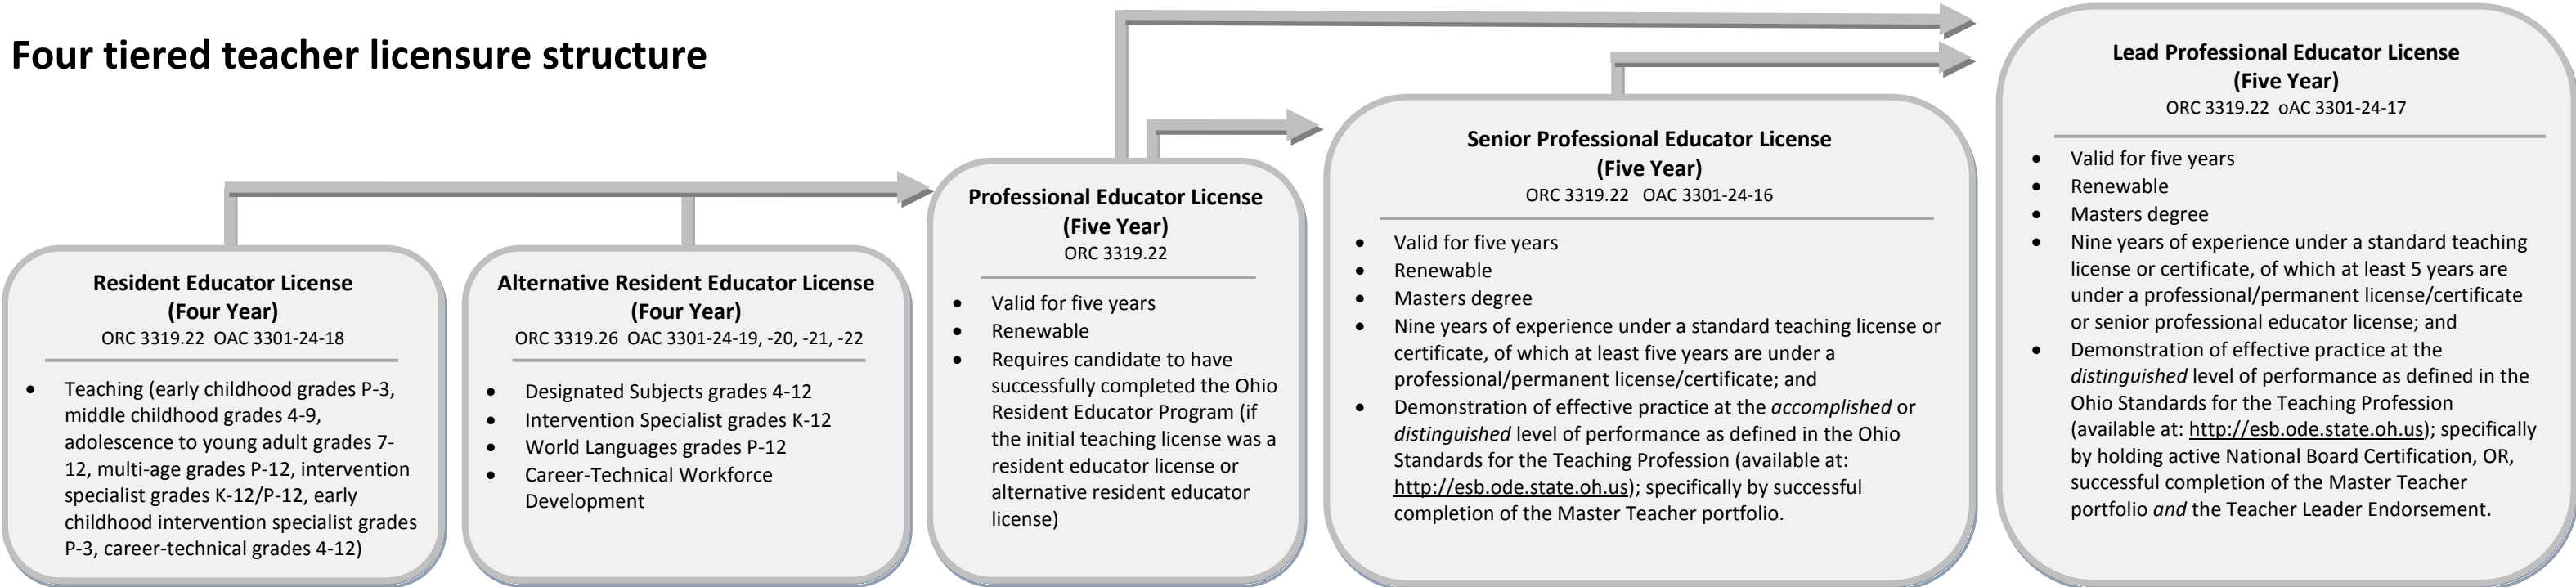 Four tiered teacher licensure structure
Resident Educator License
(Four Year)
ORC 3319.22 OAC 3301-24-18
• Teaching (early childhood grades P-3,
middle childhood grades 4-9,
adolescence to young adult grades 7-
12, multi-age grades P-12, intervention
specialist grades K-12/P-12, early
childhood intervention specialist grades
P-3, career-technical grades 4-12)
Alternative Resident Educator License
(Four Year)
ORC 3319.26 OAC 3301-24-19, -20, -21, -22
• Designated Subjects grades 4-12
• Intervention Specialist grades K-12
• World Languages grades P-12
• Career-Technical Workforce
Development
Professional Educator License
(Five Year)
ORC 3319.22
• Valid for five years
• Renewable
• Requires candidate to have
successfully completed the Ohio
Resident Educator Program (if
the initial teaching license was a
resident educator license or
alternative resident educator
license)
Senior Professional Educator License
(Five Year)
ORC 3319.22 OAC 3301-24-16
• Valid for five years
• Renewable
• Masters degree
• Nine years of experience under a standard teaching license or
certificate, of which at least five years are under a
professional/permanent license/certificate; and
• Demonstration of effective practice at the accomplished or
distinguished level of performance as defined in the Ohio
Standards for the Teaching Profession (available at:
http://esb.ode.state.oh.us); specifically by successful
completion of the Master Teacher portfolio.
Lead Professional Educator License
(Five Year)
ORC 3319.22 oAC 3301-24-17
• Valid for five years
• Renewable
• Masters degree
• Nine years of experience under a standard teaching
license or certificate, of which at least 5 years are
under a professional/permanent license/certificate
or senior professional educator license; and
• Demonstration of effective practice at the
distinguished level of performance as defined in the
Ohio Standards for the Teaching Profession
(available at: http://esb.ode.state.oh.us); specifically
by holding active National Board Certification, OR,
successful completion of the Master Teacher
portfolio and the Teacher Leader Endorsement.